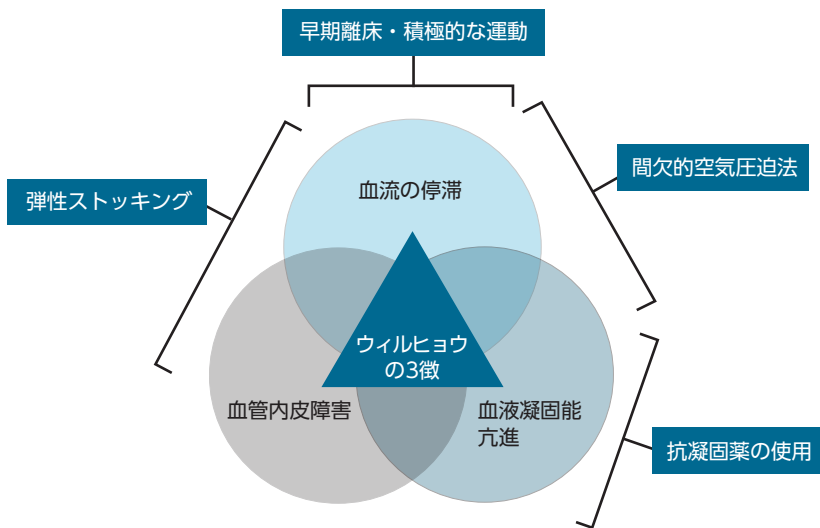 早期離床・積極的な運動
間欠的空気圧迫法
弾性ストッキング
血流の停滞
ウィルヒョウ
の3徴
血管内皮障害
血液凝固能
亢進
抗凝固薬の使用